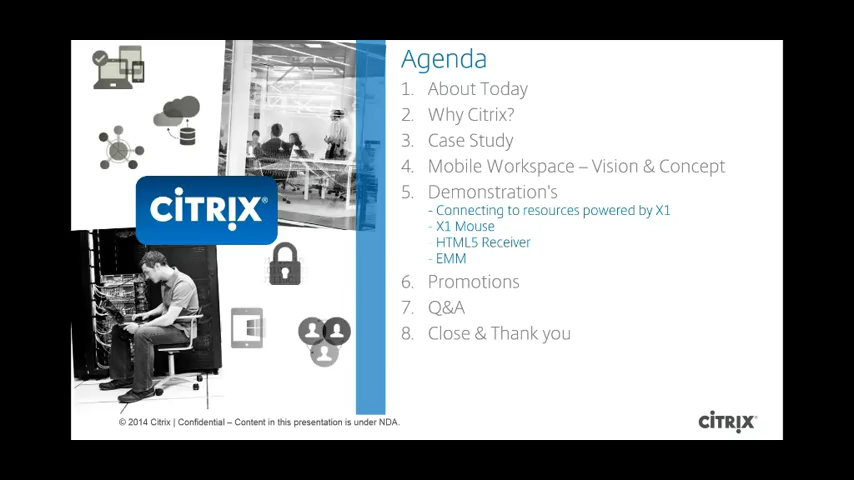 Agenda
1. About Today
2. Why Citrix?
3. Case Study
4. Mobile Workspace – Vision & Concept
5. Demonstration's
- Connecting to resources powered by X1
- X1 Mouse
- HTML5 Receiver
- EMM
6. Promotions
7. Q&A
8. Close & Thank you
CITRIX®
© 2014 Citrix | Confidential – Content in this presentation is under NDA.
CITRIX®